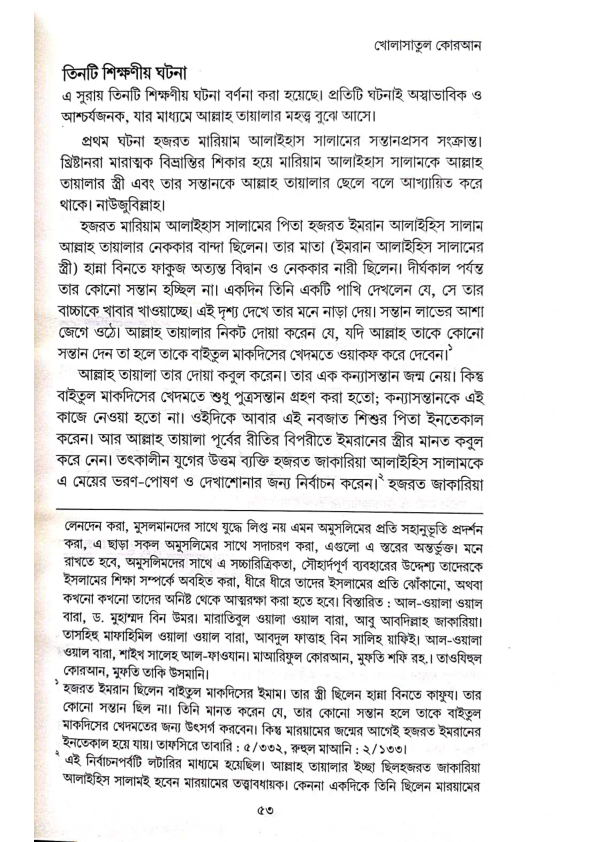 খোলাসাতুল কোরআন
তিনটি শিক্ষণীয় ঘটনা
এ সুরায় তিনটি শিক্ষণীয় ঘটনা বর্ণনা করা হয়েছে। প্রতিটি ঘটনাই অস্বাভাবিক ও
আশ্চর্যজনক, যার মাধ্যমে আল্লাহ তায়ালার মহত্ত্ব বুঝে আসে।
প্রথম ঘটনা হজরত মারিয়াম আলাইহাস সালামের সন্তানপ্রসব সংক্রান্ত।
খ্রিষ্টানরা মারাত্মক বিভ্রান্তির শিকার হয়ে মারিয়াম আলাইহাস সালামকে আল্লাহ
তায়ালার স্ত্রী এবং তার সন্তানকে আল্লাহ তায়ালার ছেলে বলে আখ্যায়িত করে
থাকে। নাউজুবিল্লাহ।
হজরত মারিয়াম আলাইহাস সালামের পিতা হজরত ইমরান আলাইহিস সালাম
আল্লাহ তায়ালার নেককার বান্দা ছিলেন। তার মাতা (ইমরান আলাইহিস সালামের
স্ত্রী) হান্না বিনতে ফাকুজ অত্যন্ত বিদ্বান ও নেককার নারী ছিলেন। দীর্ঘকাল পর্যন্ত
তার কোনো সন্তান হচ্ছিল না। একদিন তিনি একটি পাখি দেখলেন যে, সে তার
বাচ্চাকে খাবার খাওয়াচ্ছে। এই দৃশ্য দেখে তার মনে নাড়া দেয়। সন্তান লাভের আশা
জেগে ওঠে। আল্লাহ তায়ালার নিকট দোয়া করেন যে, যদি আল্লাহ তাকে কোনো
সন্তান দেন তা হলে তাকে বাইতুল মাকদিসের খেদমতে ওয়াকফ করে দেবেন।১
আল্লাহ তায়ালা তার দোয়া কবুল করেন। তার এক কন্যাসন্তান জন্ম নেয়। কিন্তু
বাইতুল মাকদিসের খেদমতে শুধু পুত্রসন্তান গ্রহণ করা হতো; কন্যাসন্তানকে এই
কাজে নেওয়া হতো না। ওইদিকে আবার এই নবজাত শিশুর পিতা ইনতেকাল
করেন। আর আল্লাহ তায়ালা পূর্বের রীতির বিপরীতে ইমরানের স্ত্রীর মানত কবুল
করে নেন। তৎকালীন যুগের উত্তম ব্যক্তি হজরত জাকারিয়া আলাইহিস সালামকে
এ মেয়ের ভরণ-পোষণ ও দেখাশোনার জন্য নির্বাচন করেন।২ হজরত জাকারিয়া
লেনদেন করা, মুসলমানদের সাথে যুদ্ধে লিপ্ত নয় এমন অমুসলিমের প্রতি সহানুভূতি প্রদর্শন
করা, এ ছাড়া সকল অমুসলিমের সাথে সদাচরণ করা, এগুলো এ স্তরের অন্তর্ভুক্ত। মনে
রাখতে হবে, অমুসলিমদের সাথে এ সচ্চারিত্রিকতা, সৌহার্দপূর্ণ ব্যবহারের উদ্দেশ্য তাদেরকে
ইসলামের শিক্ষা সম্পর্কে অবহিত করা, ধীরে ধীরে তাদের ইসলামের প্রতি ঝোঁকানো, অথবা
কখনো কখনো তাদের অনিষ্ট থেকে আত্মরক্ষা করা হতে হবে। বিস্তারিত : আল-ওয়ালা ওয়াল
বারা, ড. মুহাম্মদ বিন উমর। মারাতিবুল ওয়ালা ওয়াল বারা, আবু আবদিল্লাহ জাকারিয়া।
তাসহিহু মাফাহিমিল ওয়ালা ওয়াল বারা, আবদুল ফাত্তাহ বিন সালিহ য়াফিই। আল-ওয়ালা
ওয়াল বারা, শাইখ সালেহ আল-ফাওযান। মাআরিফুল কোরআন, মুফতি শফি রহ.। তাওযিহুল
কোরআন, মুফতি তাকি উসমানি।
১ হজরত ইমরান ছিলেন বাইতুল মাকদিসের ইমাম। তার স্ত্রী ছিলেন হান্না বিনতে কাফুয। তার
কোনো সন্তান ছিল না। তিনি মানত করেন যে, তার কোনো সন্তান হলে তাকে বাইতুল
মাকদিসের খেদমতের জন্য উৎসর্গ করবেন। কিন্তু মারয়ামের জন্মের আগেই হজরত ইমরানের
ইনতেকাল হয়ে যায়। তাফসিরে তাবারি : ৫/৩৩২, রুহুল মাআনি : ২/১৩৩।
২ এই নির্বাচনপর্বটি লটারির মাধ্যমে হয়েছিল। আল্লাহ তায়ালার ইচ্ছা ছিলহজরত জাকারিয়া
আলাইহিস সালামই হবেন মারয়ামের তত্ত্বাবধায়ক। কেননা একদিকে তিনি ছিলেন মারয়ামের
৫৩